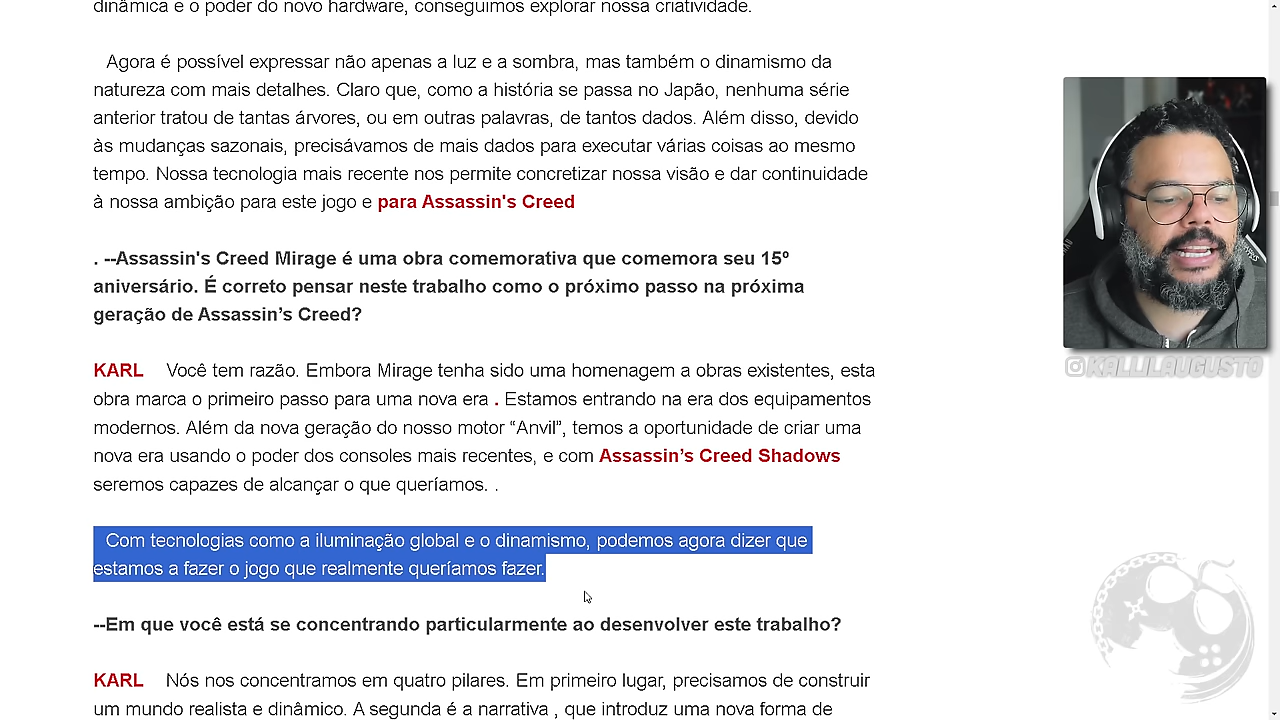 dinâmica e o poder do novo hardware, conseguimos explorar nossa criatividade.
Agora é possível expressar não apenas a luz e a sombra, mas também o dinamismo da
natureza com mais detalhes. Claro que, como a história se passa no Japão, nenhuma série
anterior tratou de tantas árvores, ou em outras palavras, de tantos dados. Além disso, devido
às mudanças sazonais, precisávamos de mais dados para executar várias coisas ao mesmo
tempo. Nossa tecnologia mais recente nos permite concretizar nossa visão e dar continuidade
à nossa ambição para este jogo e para Assassin's Creed
. --Assassin's Creed Mirage é uma obra comemorativa que comemora seu 15º
aniversário. É correto pensar neste trabalho como o próximo passo na próxima
geração de Assassin’s Creed?
KARL Você tem razão. Embora Mirage tenha sido uma homenagem a obras existentes, esta
obra marca o primeiro passo para uma nova era . Estamos entrando na era dos equipamentos
modernos. Além da nova geração do nosso motor “Anvil”, temos a oportunidade de criar uma
nova era usando o poder dos consoles mais recentes, e com Assassin’s Creed Shadows
seremos capazes de alcançar o que queríamos. .
Com tecnologias como a iluminação global e o dinamismo, podemos agora dizer que
estamos a fazer o jogo que realmente queríamos fazer.
--Em que você está se concentrando particularmente ao desenvolver este trabalho?
KARL Nós nos concentramos em quatro pilares. Em primeiro lugar, precisamos de construir
um mundo realista e dinâmico. A segunda é a narrativa , que introduz uma nova forma de
KALLILAUGUSTO